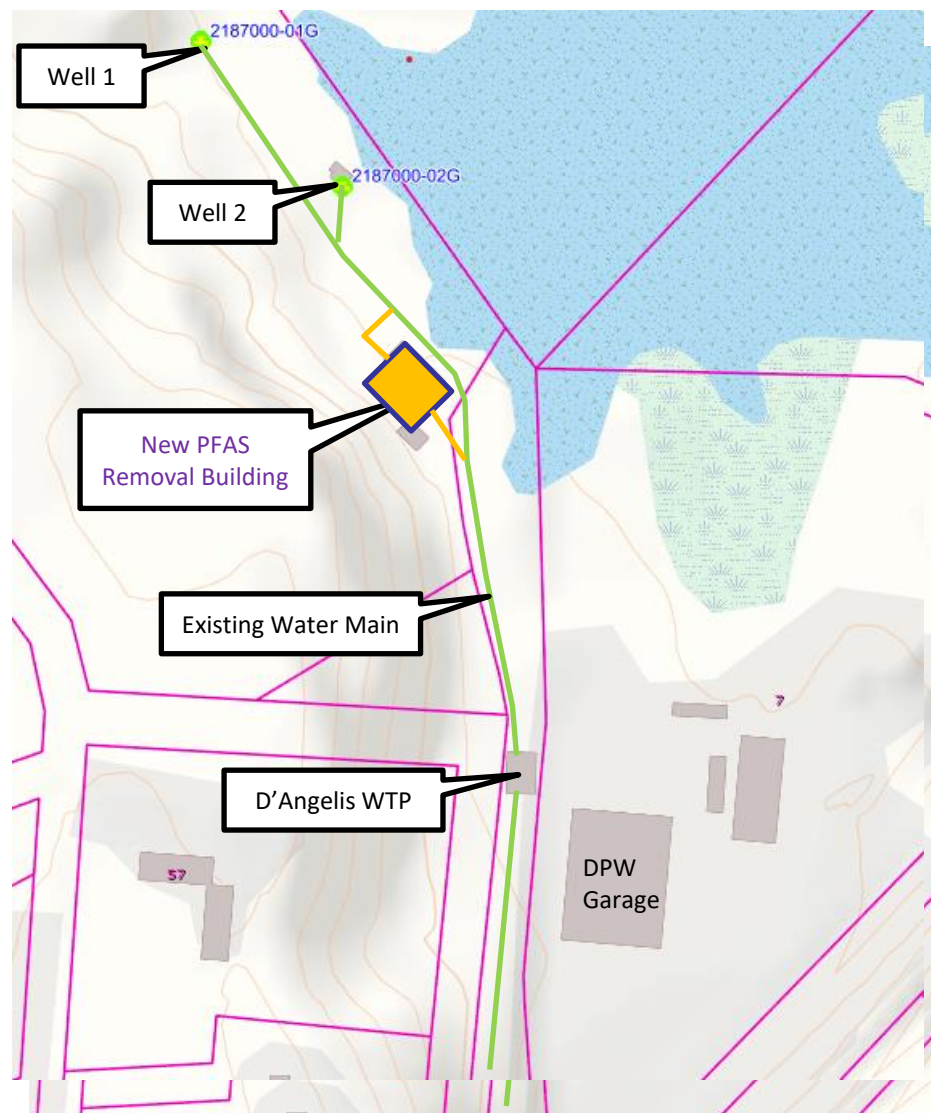 2187000-01G
Well 1
2187000-02G
Well 2
New PFAS
Removal Building
Existing Water Main
7
D’Angelis WTP
DPW
Garage
57